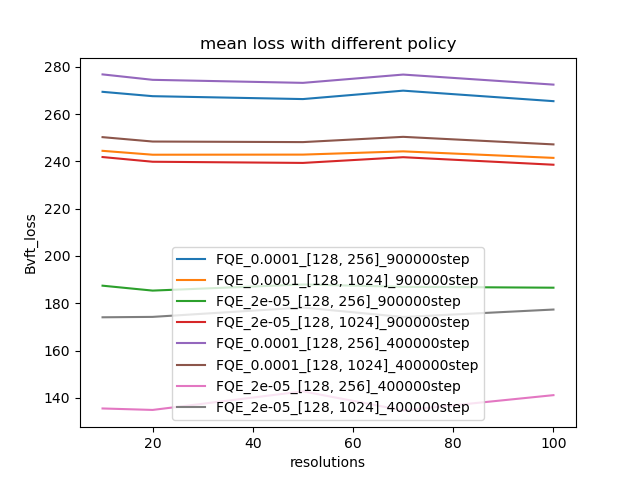 mean loss with different policy
Bvft_loss
280
260
240
220
200
180
160
140
FQE_0.0001_[128, 256]_900000step
FQE_0.0001_[128, 1024]_900000step
FQE_2e-05_[128, 256]_900000step
FQE_2e-05_[128, 1024]_900000step
FQE_0.0001_[128, 256]_400000step
FQE_0.0001_[128, 1024]_400000step
FQE_2e-05_[128, 256]_400000step
FQE_2e-05_[128, 1024]_400000step
20 40 60 80 100
resolutions